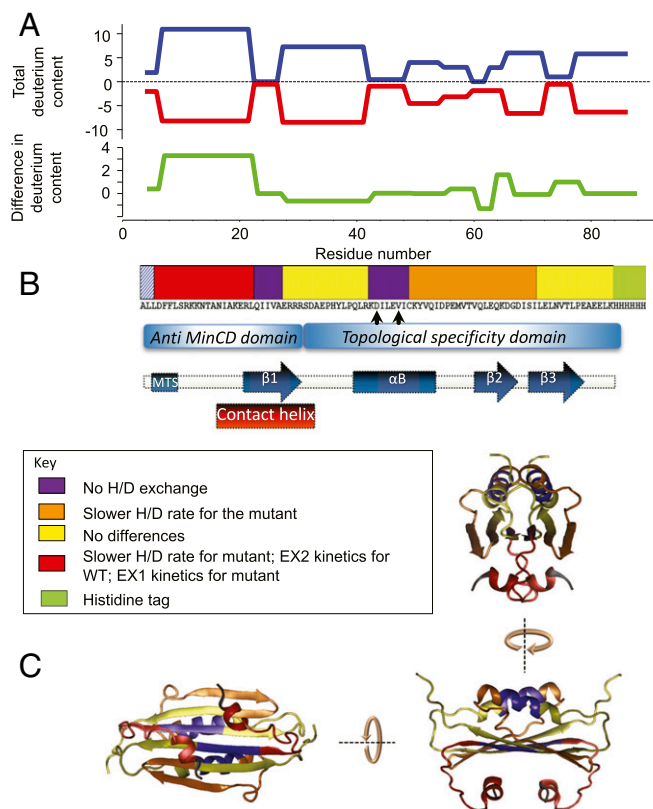 A
Total
deuterium
content
10
5
0
-5
-10
Difference in
deuterium
content
4
2
0
0
20
40
60
80
Residue number
B
ALLDFFLSRKKNTANIAKERLQIIVAERRRSDAEPHYLPQLRKDILEVICKYVQIDPEMVTVQLEQKDGDISILELNVTLPEAEELKHHHHHH
Anti MinCD domain
Topological specificity domain
MTS
β1
αB
β2
β3
Contact helix
Key
No H/D exchange
Slower H/D rate for the mutant
No differences
Slower H/D rate for mutant; EX2 kinetics for
WT; EX1 kinetics for mutant
Histidine tag
C